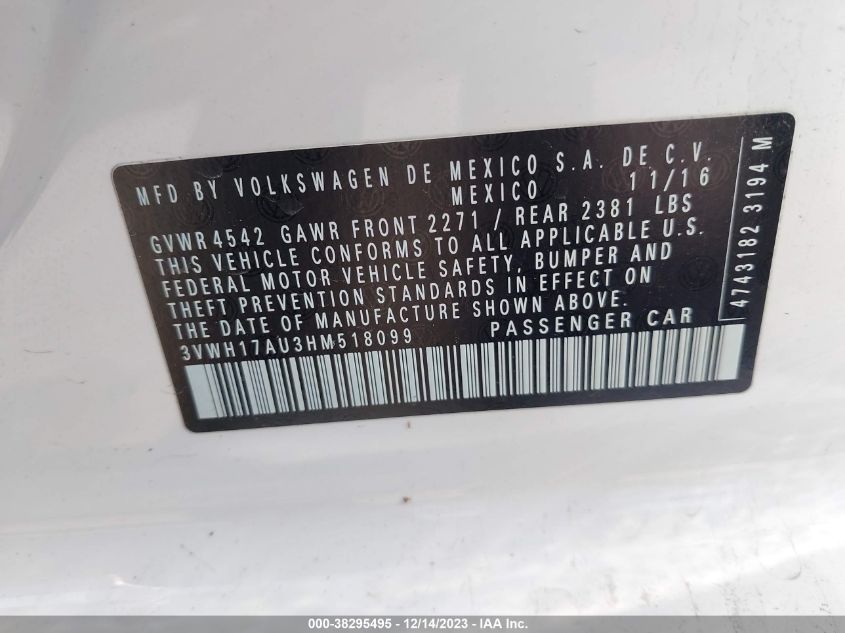 MFD BY VOLKSWAGEN DE MEXICO S.A. DE C.V.
MEXICO 11/16
GVWR 4542 GAWR FRONT 2271 / REAR 2381 LBS
THIS VEHICLE CONFORMS TO ALL APPLICABLE U.S.
FEDERAL MOTOR VEHICLE SAFETY, BUMPER AND
THEFT PREVENTION STANDARDS IN EFFECT ON
THE DATE OF MANUFACTURE SHOWN ABOVE.
3VWH17AU3HM518099 PASSENGER CAR
4743182 3194 M
000-38295495 - 12/14/2023 - IAA Inc.